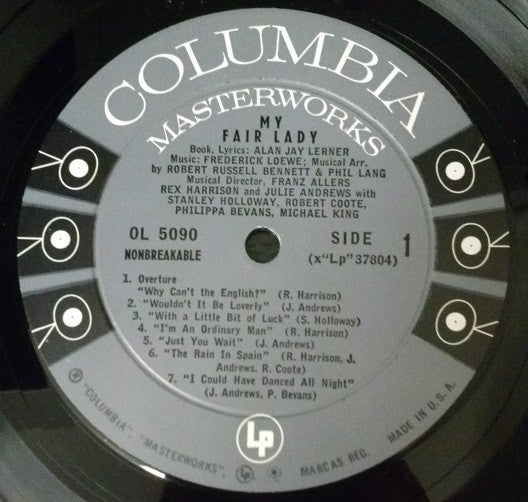 COLUMBIA
MASTERWORKS
MY
FAIR LADY
Book, Lyrics: ALAN JAY LERNER
Music: FREDERICK LOEWE; Musical Arr.
by ROBERT RUSSELL BENNETT & PHIL LANG
Musical Director, FRANZ ALLERS
REX HARRISON and JULIE ANDREWS with
STANLEY HOLLOWAY, ROBERT COOTE,
PHILIPPA BEVANS, MICHAEL KING
OL 5090 SIDE 1
NONBREAKABLE (x"Lp" 37804)
1. Overture
"Why Can't the English?" (R. Harrison)
2. "Wouldn't It Be Loverly" (J. Andrews)
3. "With a Little Bit of Luck" (S. Holloway)
4. "I'm An Ordinary Man" (R. Harrison)
5. "Just You Wait" (J. Andrews)
6. "The Rain In Spain" (R. Harrison, J.
Andrews. R. Coote)
7. "I Could Have Danced All Night"
(J. Andrews, P. Bevans)
Lp
® "COLUMBIA", "MASTERWORKS", MARCAS REG. MADE IN U.S.A.